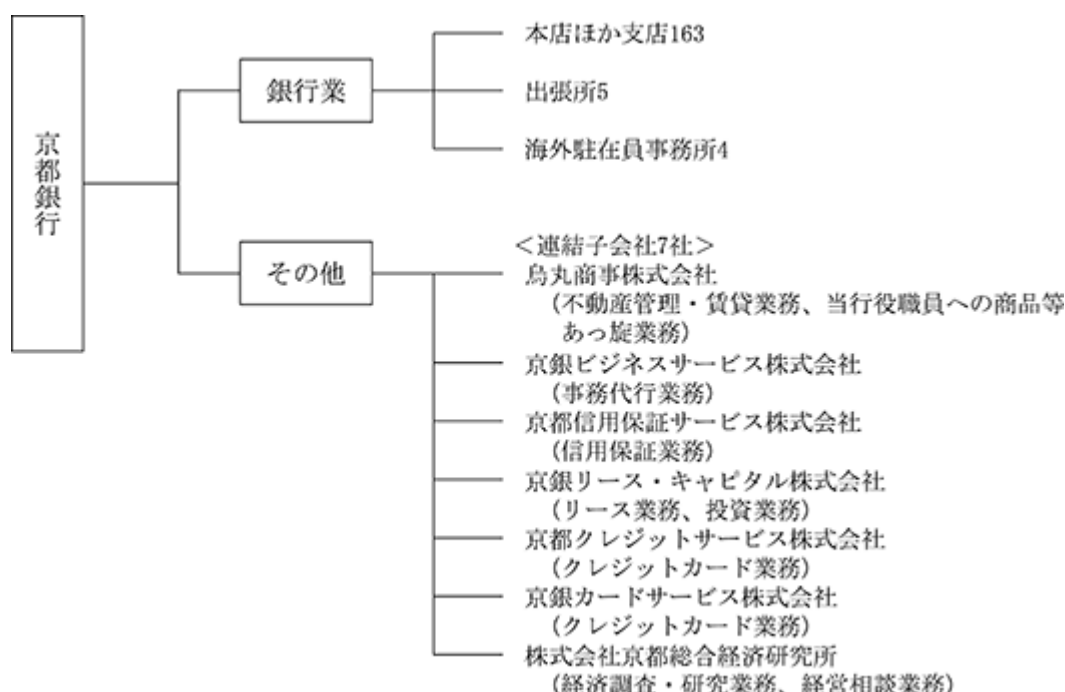 京都銀行
銀行業
本店ほか支店163
出張所5
海外駐在員事務所4
その他
＜連結子会社7社＞
烏丸商事株式会社
(不動産管理・賃貸業務、当行役職員への商品等
あっ旋業務)
京銀ビジネスサービス株式会社
(事務代行業務)
京都信用保証サービス株式会社
(信用保証業務)
京銀リース・キャピタル株式会社
(リース業務、投資業務)
京都クレジットサービス株式会社
(クレジットカード業務)
京銀カードサービス株式会社
(クレジットカード業務)
株式会社京都総合経済研究所
(経済調査・研究業務、経営相談業務)